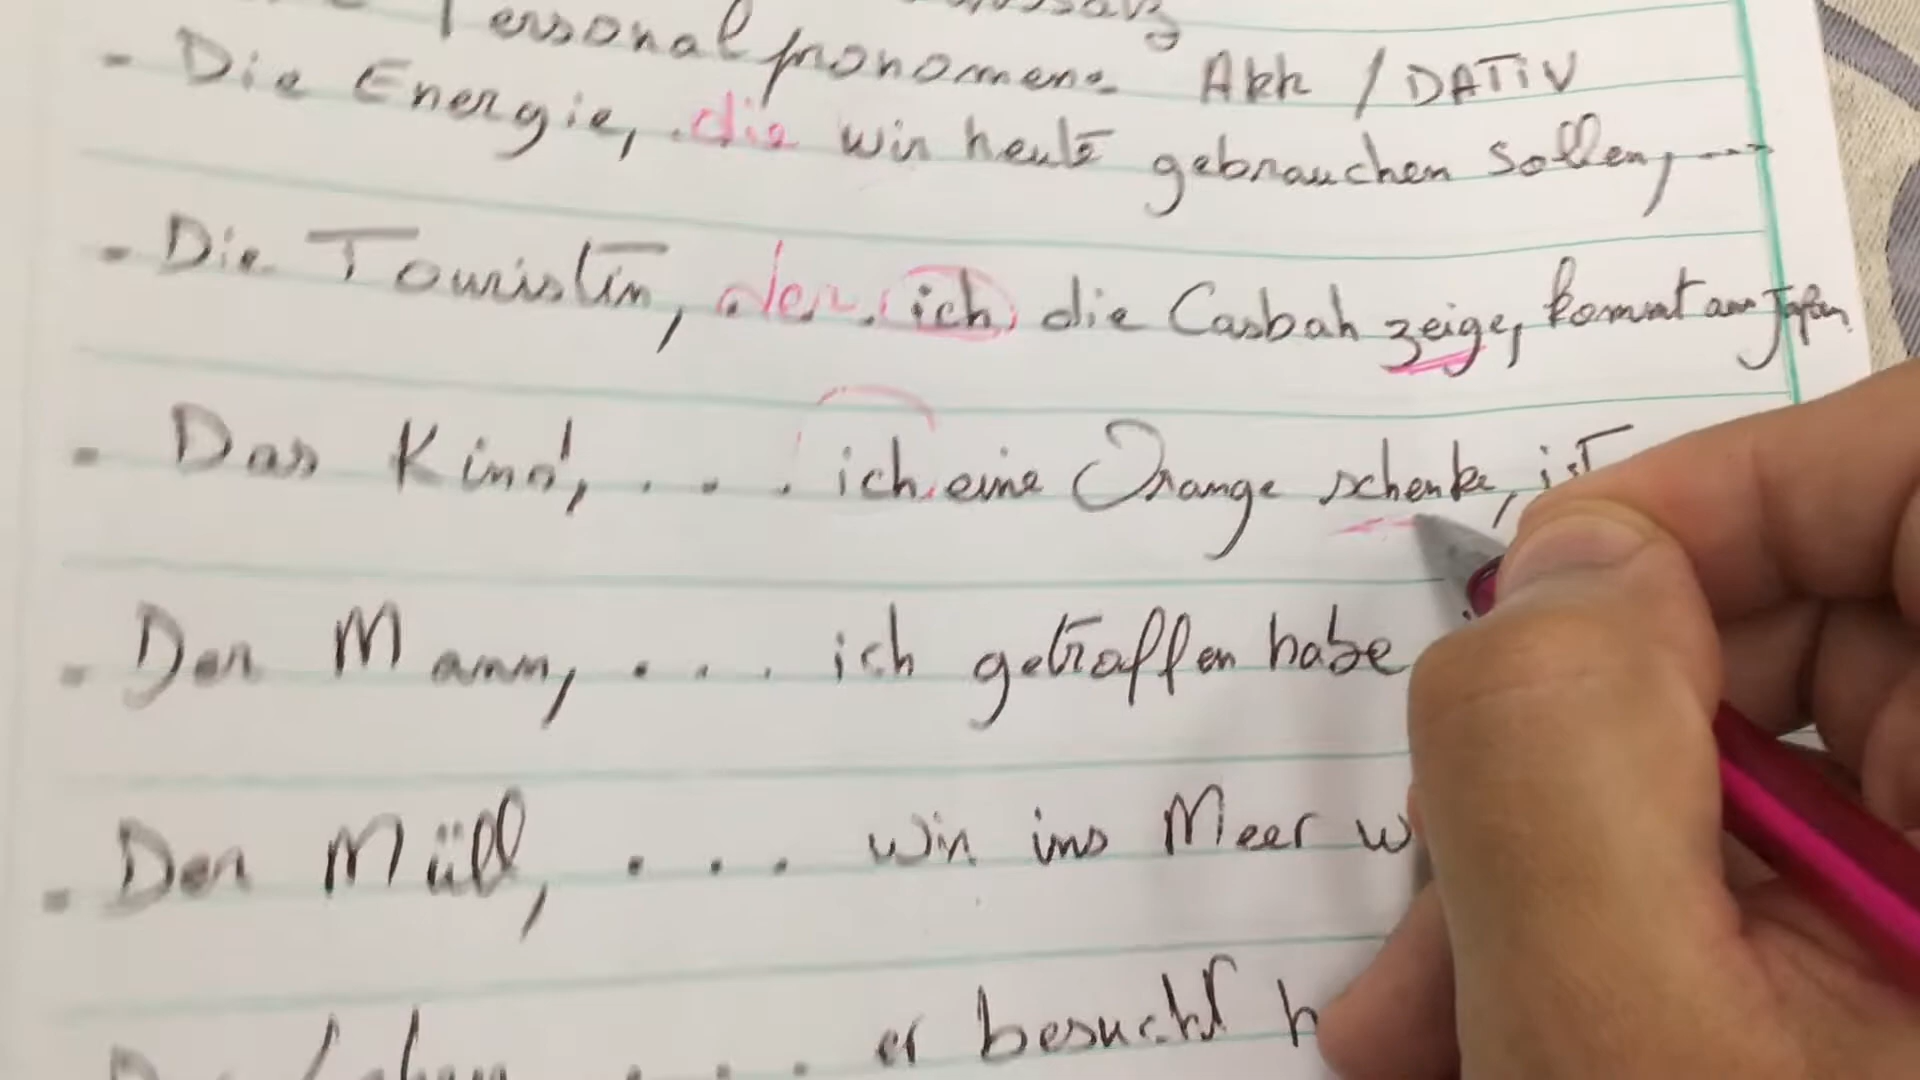 Personalpronomen. Akk / DATIV
- Die Energie, die wir heute gebrauchen sollen, ...
- Die Touristin, der ich die Casbah zeige, kommt aus Japan
- Das Kind, . . . ich eine Orange schenke, ist
- Der Mann, . . . ich getroffen habe
- Der Müll, . . . wir ins Meer w
. . . er besucht h